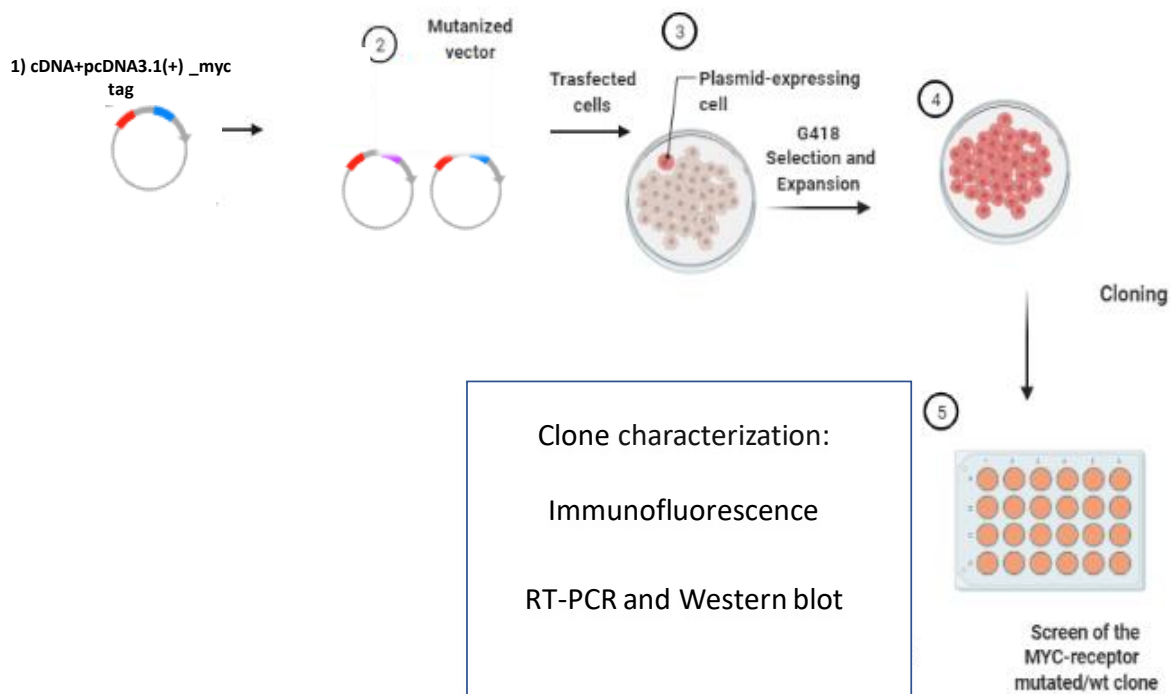 1) cDNA+pcDNA3.1(+) _myc
tag
2
Mutanized
vector
Trasfected
cells
3
Plasmid-expressing
cell
G418
Selection and
Expansion
4
Cloning
5
Clone characterization:
Immunofluorescence
RT-PCR and Western blot
Screen of the
MYC-receptor
mutated/wt clone